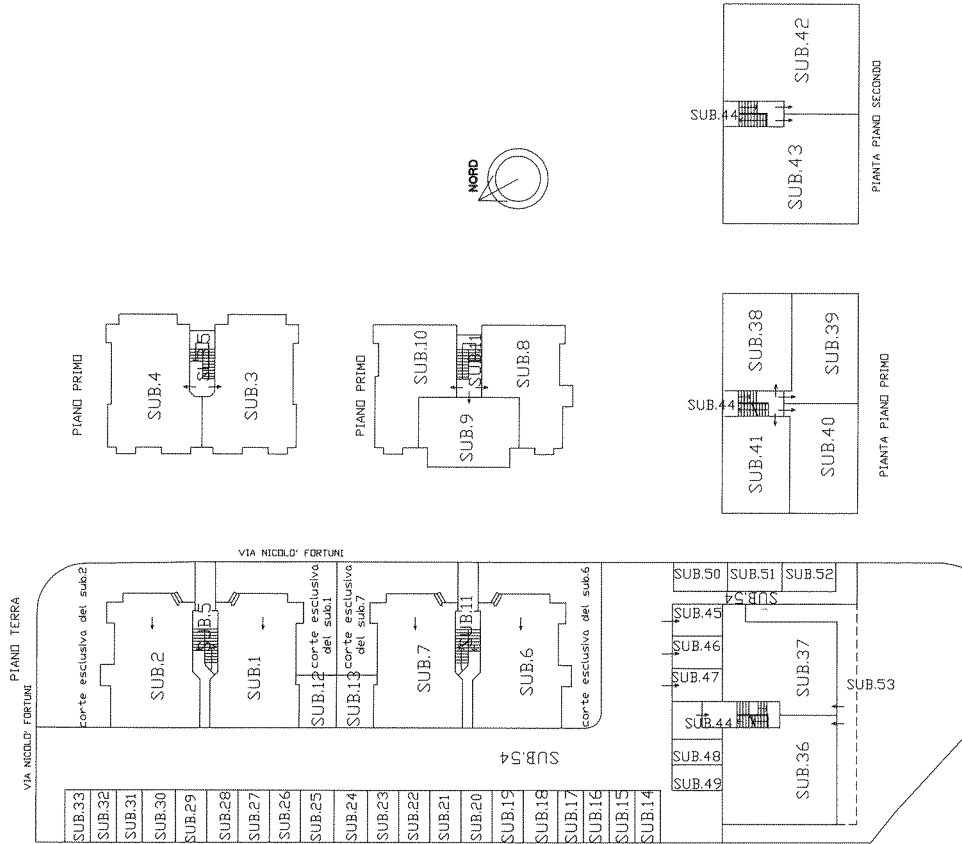 SUB.42
SUB.44
SUB.43
PIANTA PIANO SECONDO
NORD
PIANO PRIMO
SUB.4
SUB.5
SUB.3
PIANO PRIMO
SUB.10
SUB.11
SUB.8
SUB.9
SUB.38
SUB.39
SUB.44
SUB.41
SUB.40
PIANTA PIANO PRIMO
PIANO TERRA
VIA NICOLO' FORTUNI
VIA NICOLO' FORTUNI
corte esclusiva del sub.2
SUB.2
SUB.5
SUB.1
corte esclusiva
del sub.1
SUB.12
corte esclusiva
del sub.7
SUB.13
SUB.7
SUB.11
SUB.6
corte esclusiva del sub.6
SUB.54
SUB.50
SUB.51
SUB.52
SUB.54
SUB.45
SUB.46
SUB.47
SUB.37
SUB.53
SUB.44
SUB.48
SUB.49
SUB.36
SUB.33
SUB.32
SUB.31
SUB.30
SUB.29
SUB.28
SUB.27
SUB.26
SUB.25
SUB.24
SUB.23
SUB.22
SUB.21
SUB.20
SUB.19
SUB.18
SUB.17
SUB.16
SUB.15
SUB.14